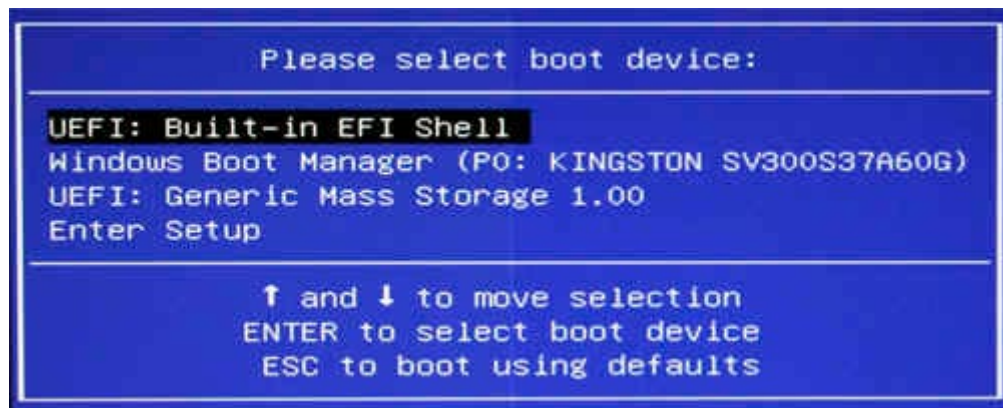 Please select boot device:
UEFI: Built-in EFI Shell
Windows Boot Manager (P0: KINGSTON SV300S37A60G)
UEFI: Generic Mass Storage 1.00
Enter Setup
↑ and ↓ to move selection
ENTER to select boot device
ESC to boot using defaults